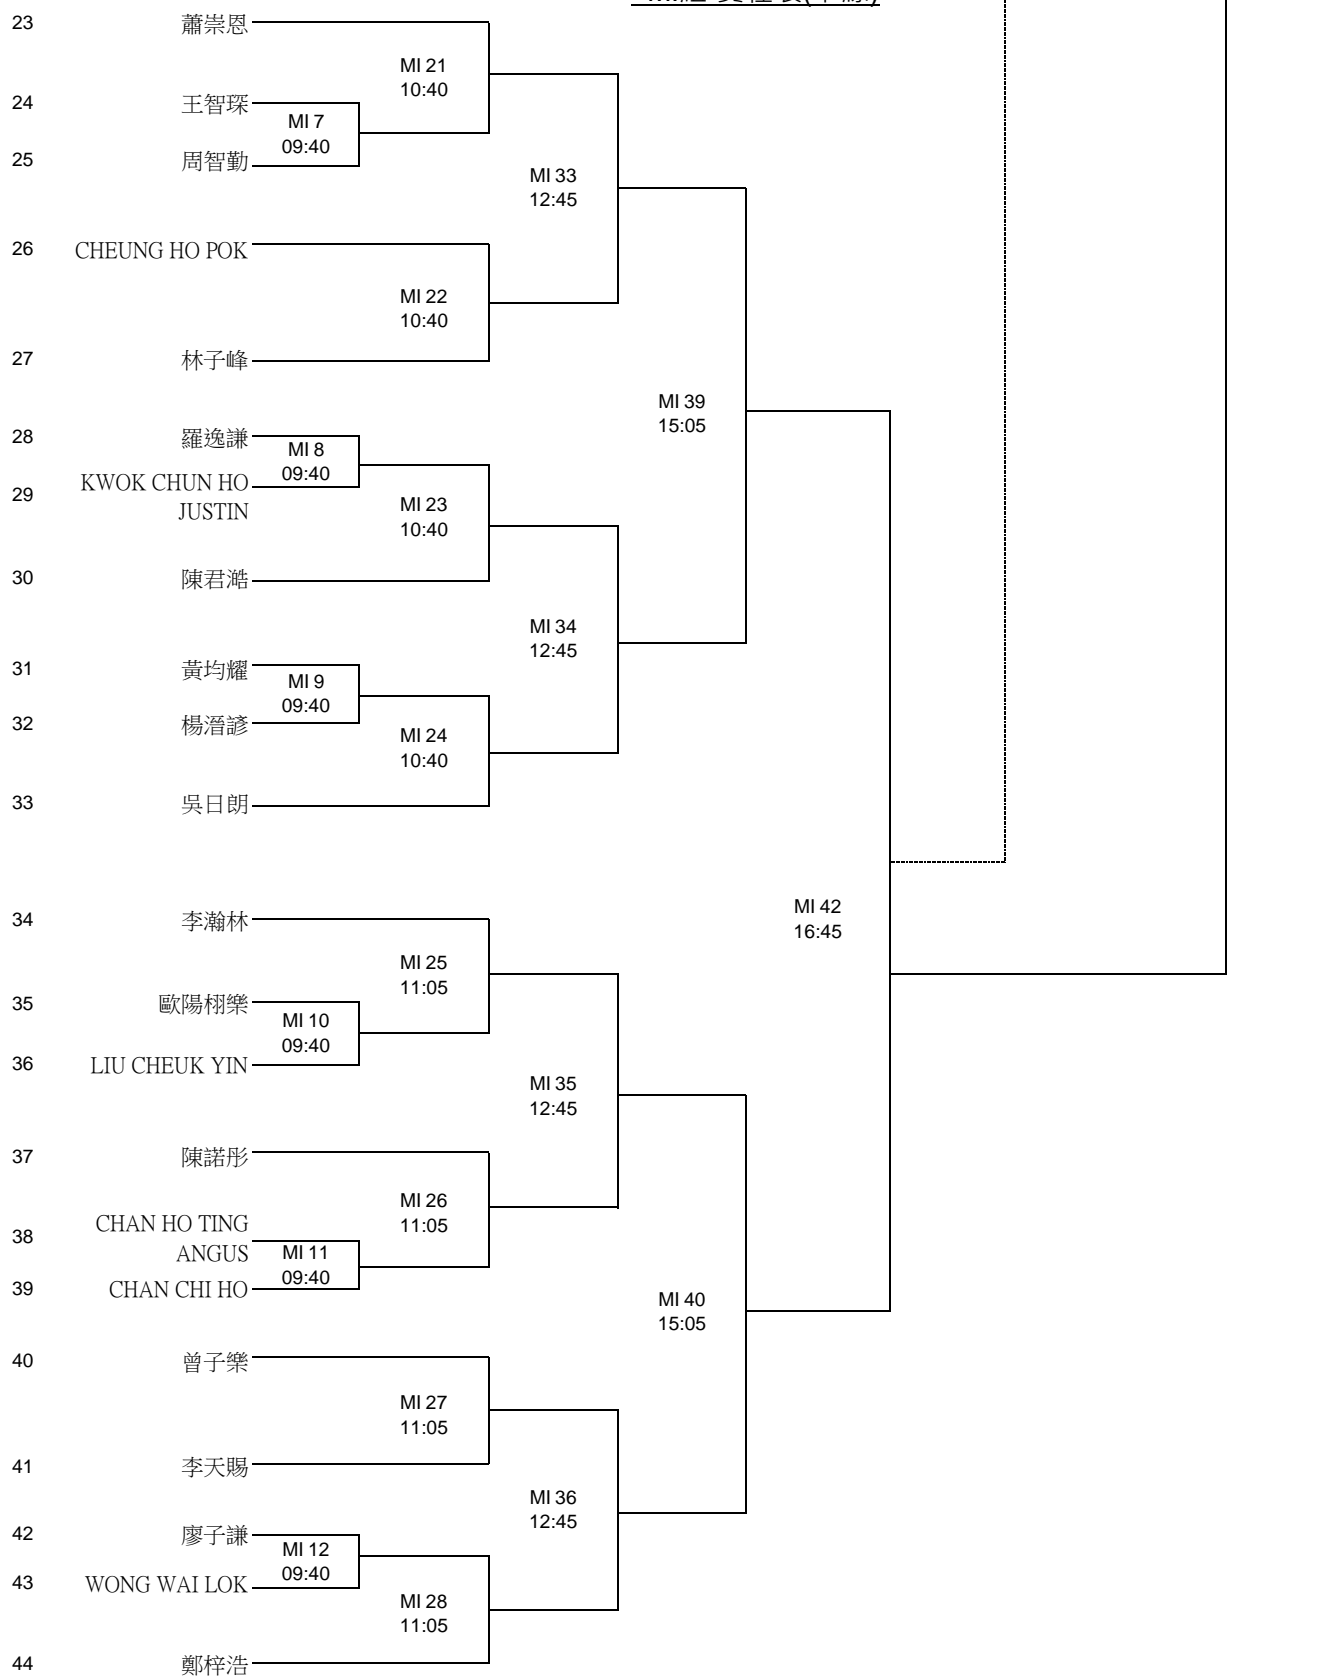 23 蕭崇恩
MI 21
10:40
24 王智琛
MI 7
09:40
25 周智勤
MI 33
12:45
26 CHEUNG HO POK
MI 22
10:40
27 林子峰
MI 39
15:05
28 羅逸謙
MI 8
09:40
29 KWOK CHUN HO
JUSTIN
MI 23
10:40
30 陳君澔
MI 34
12:45
31 黃均耀
MI 9
09:40
32 楊溍諺
MI 24
10:40
33 吳日朗
MI 42
16:45
34 李瀚林
MI 25
11:05
35 歐陽栩樂
MI 10
09:40
36 LIU CHEUK YIN
MI 35
12:45
37 陳諾彤
MI 26
11:05
38 CHAN HO TING
ANGUS
MI 11
09:40
39 CHAN CHI HO
MI 40
15:05
40 曾子樂
MI 27
11:05
41 李天賜
MI 36
12:45
42 廖子謙
MI 12
09:40
43 WONG WAI LOK
MI 28
11:05
44 鄭梓浩